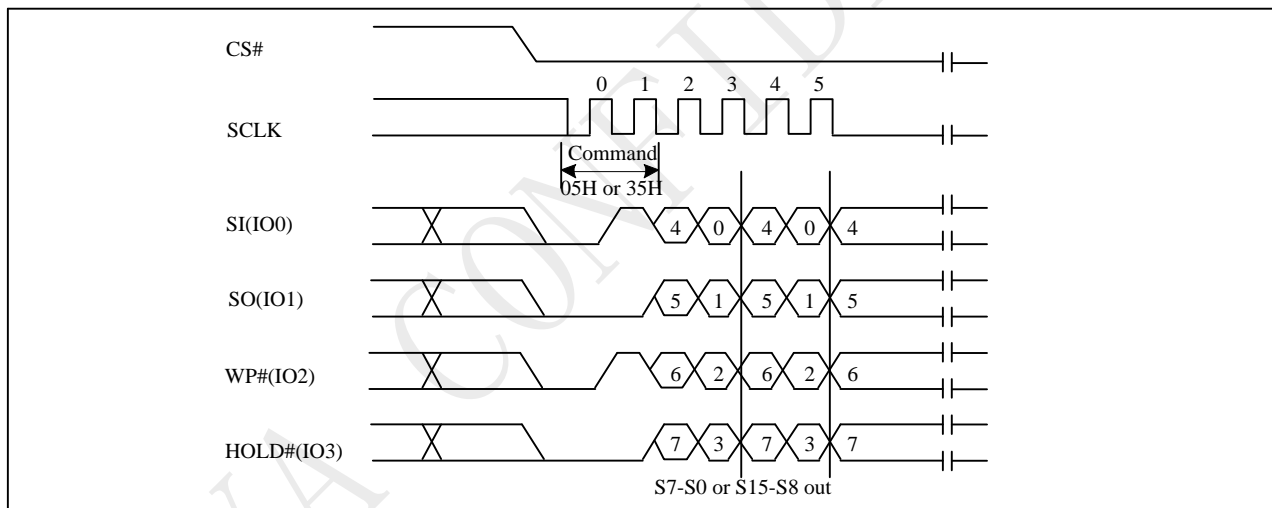 CS#
0 1 2 3 4 5
SCLK
Command
05H or 35H
SI(IO0) 4 0 4 0 4
SO(IO1) 5 1 5 1 5
WP#(IO2) 6 2 6 2 6
HOLD#(IO3) 7 3 7 3 7
S7-S0 or S15-S8 out